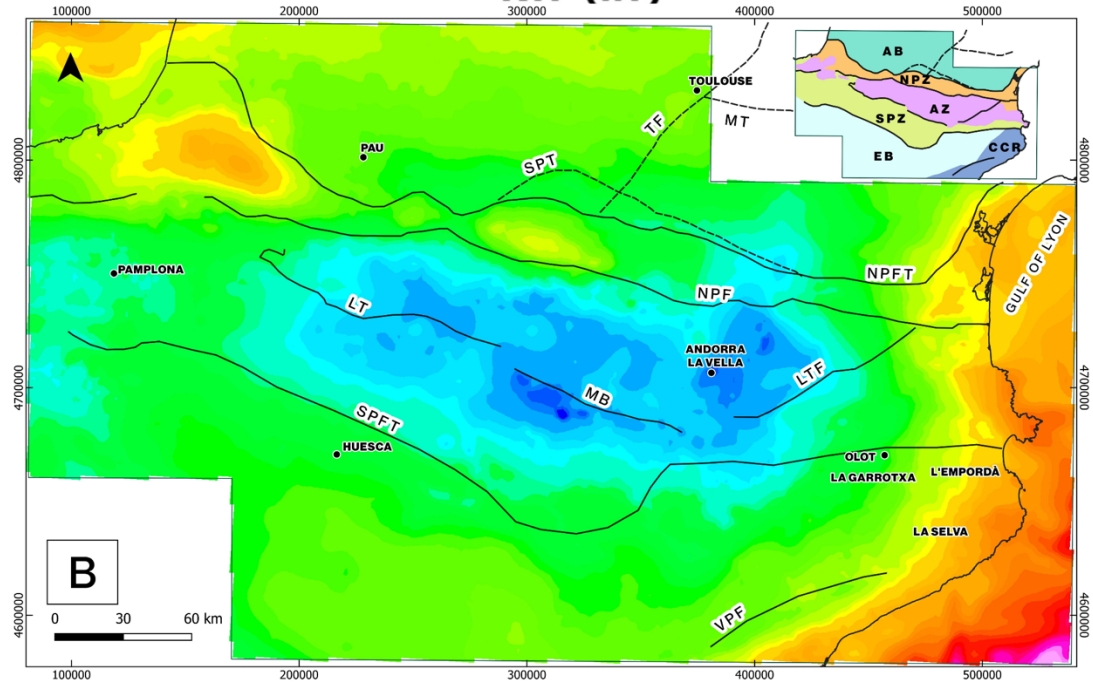 100000
200000
300000
400000
500000
AB
NPZ
AZ
SPZ
EB
CCR
TOULOUSE
TF
MT
PAU
SPT
4800000
4800000
PAMPLONA
NPFT
GULF OF LYON
NPF
LT
ANDORRA
LA VELLA
LTF
4700000
4700000
MB
SPFT
HUESCA
OLOT
LA GARROTXA
L'EMPORDÀ
LA SELVA
B
0 30 60 km
VPF
4600000
4600000
100000
200000
300000
400000
500000